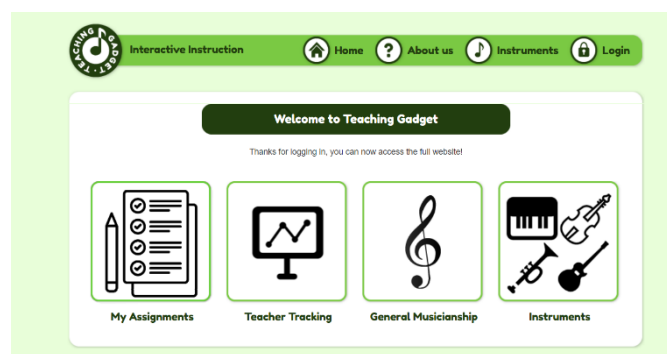 TEACHING GADGET
Interactive Instruction
Home
? About us
Instruments
Login
Welcome to Teaching Gadget
Thanks for logging in, you can now access the full website!
My Assignments
Teacher Tracking
General Musicianship
Instruments